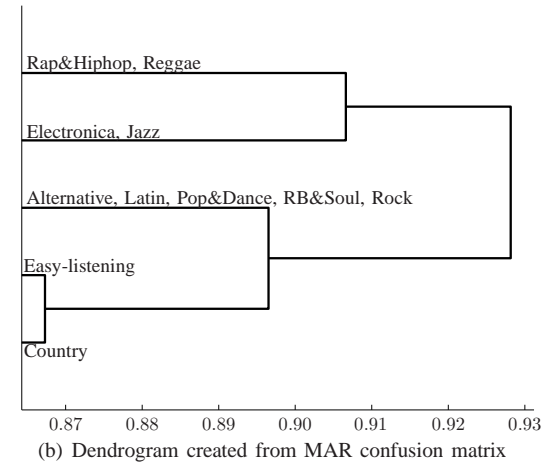 Rap&Hiphop, Reggae
Electronica, Jazz
Alternative, Latin, Pop&Dance, RB&Soul, Rock
Easy-listening
Country
0.87 0.88 0.89 0.90 0.91 0.92 0.93
(b) Dendrogram created from MAR confusion matrix